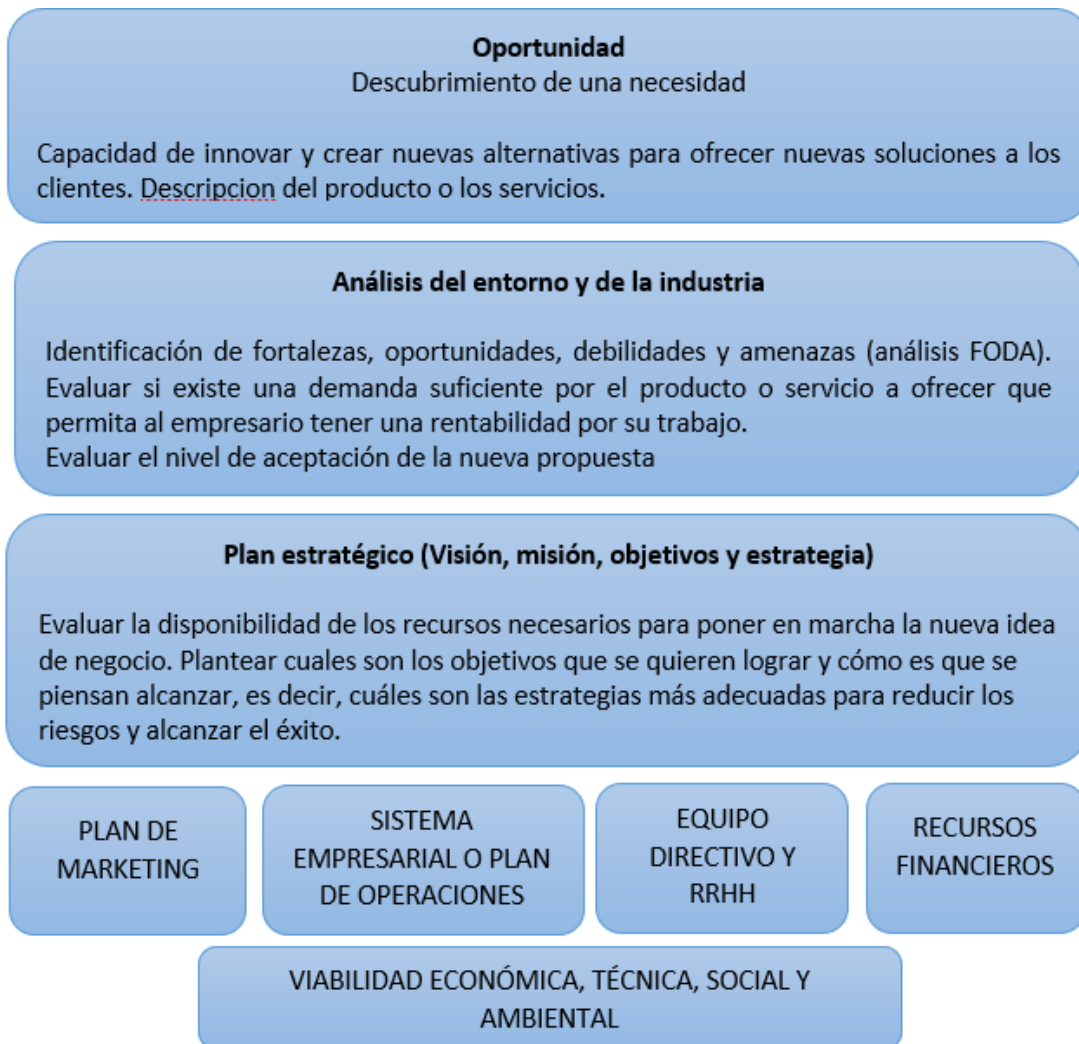 Oportunidad
Descubrimiento de una necesidad
Capacidad de innovar y crear nuevas alternativas para ofrecer nuevas soluciones a los
clientes. Descripcion del producto o los servicios.
Análisis del entorno y de la industria
Identificación de fortalezas, oportunidades, debilidades y amenazas (análisis FODA).
Evaluar si existe una demanda suficiente por el producto o servicio a ofrecer que
permita al empresario tener una rentabilidad por su trabajo.
Evaluar el nivel de aceptación de la nueva propuesta
Plan estratégico (Visión, misión, objetivos y estrategia)
Evaluar la disponibilidad de los recursos necesarios para poner en marcha la nueva idea
de negocio. Plantear cuales son los objetivos que se quieren lograr y cómo es que se
piensan alcanzar, es decir, cuáles son las estrategias más adecuadas para reducir los
riesgos y alcanzar el éxito.
PLAN DE
MARKETING
SISTEMA
EMPRESARIAL O PLAN
DE OPERACIONES
EQUIPO
DIRECTIVO Y
RRHH
RECURSOS
FINANCIEROS
VIABILIDAD ECONÓMICA, TÉCNICA, SOCIAL Y
AMBIENTAL